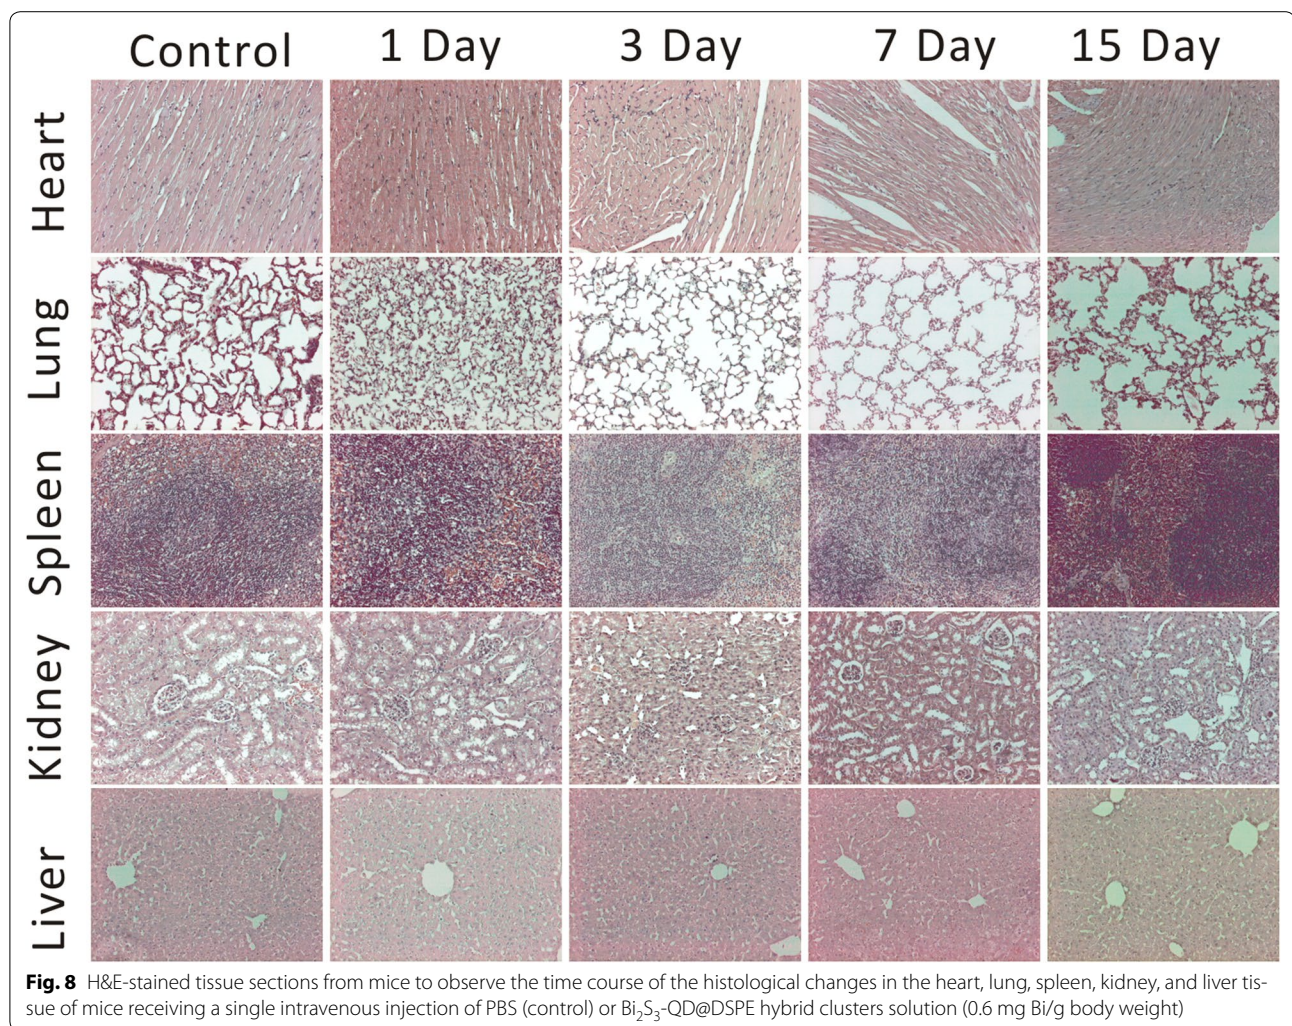 Control 1 Day 3 Day 7 Day 15 Day
Heart
Lung
Spleen
Kidney
Liver
Fig. 8 H&E-stained tissue sections from mice to observe the time course of the histological changes in the heart, lung, spleen, kidney, and liver tis-
sue of mice receiving a single intravenous injection of PBS (control) or Bi₂S₃-QD@DSPE hybrid clusters solution (0.6 mg Bi/g body weight)